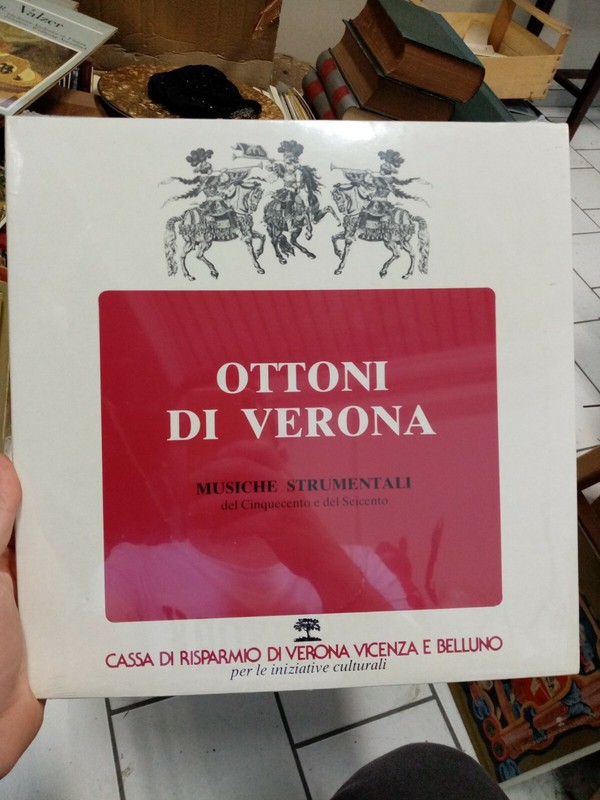 Valzer
OTTONI
DI VERONA
MUSICHE STRUMENTALI
del Cinquecento e del Seicento
CASSA DI RISPARMIO DI VERONA VICENZA E BELLUNO
per le iniziative culturali